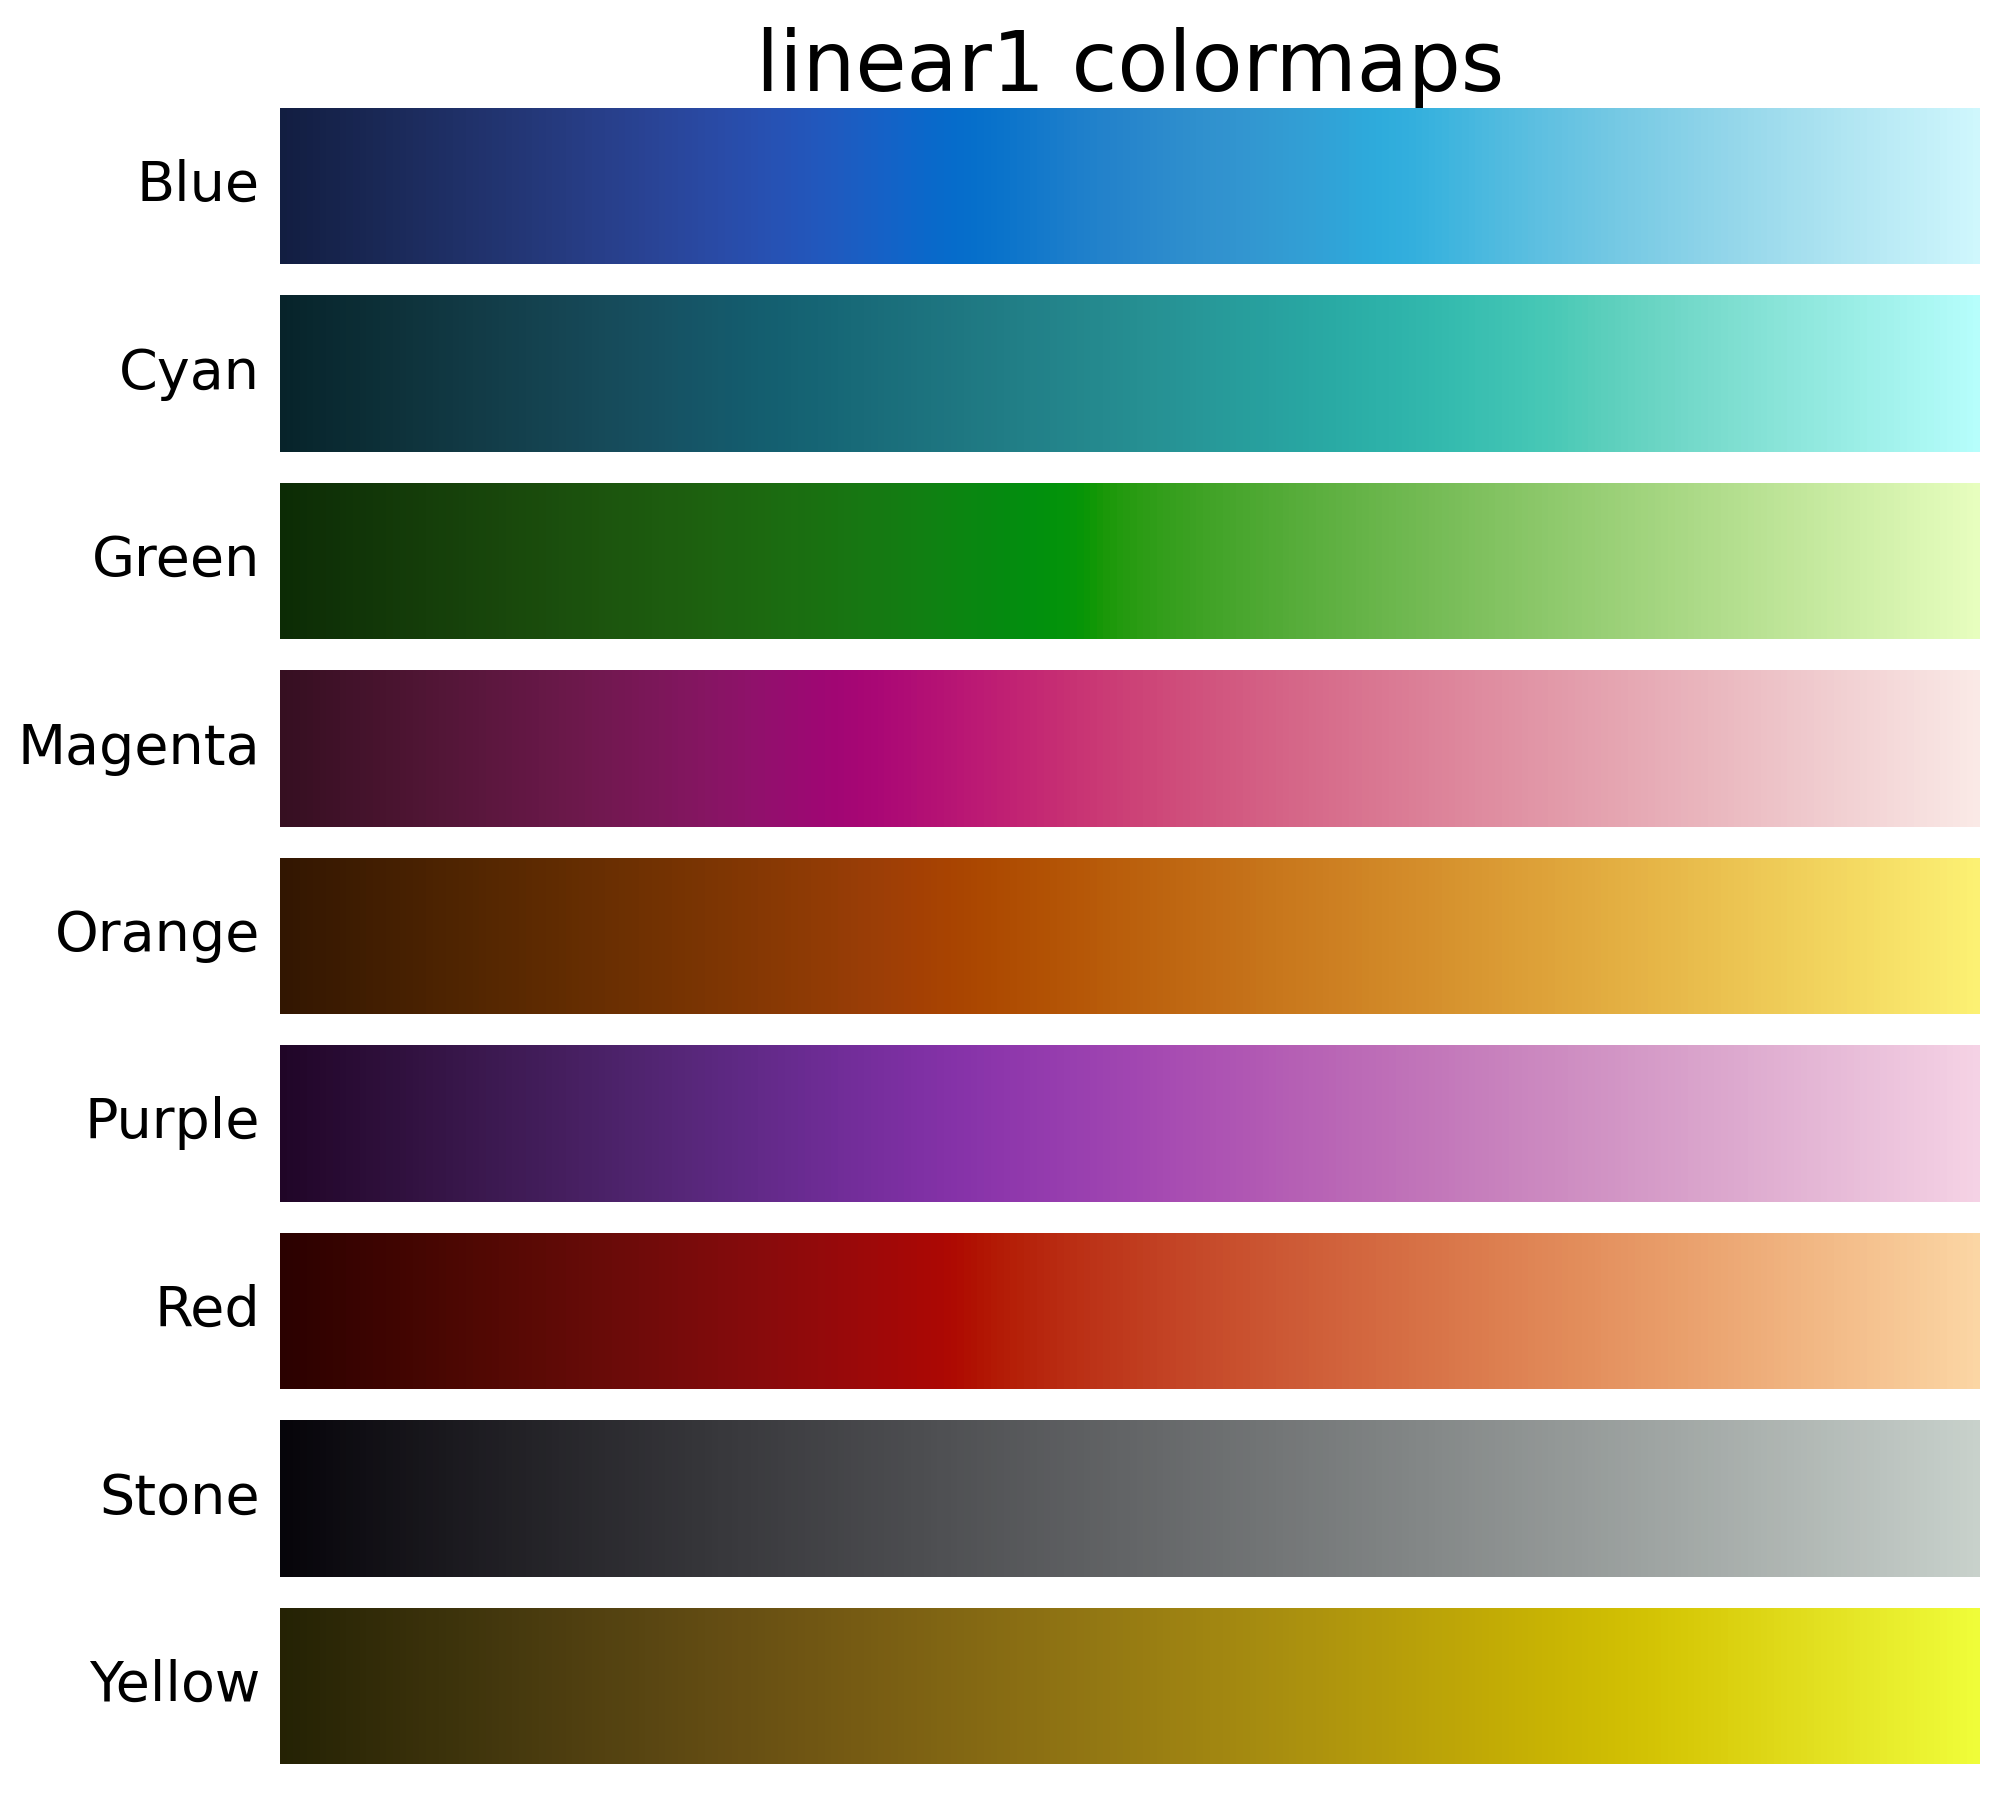 linear1 colormaps
Blue
Cyan
Green
Magenta
Orange
Purple
Red
Stone
Yellow